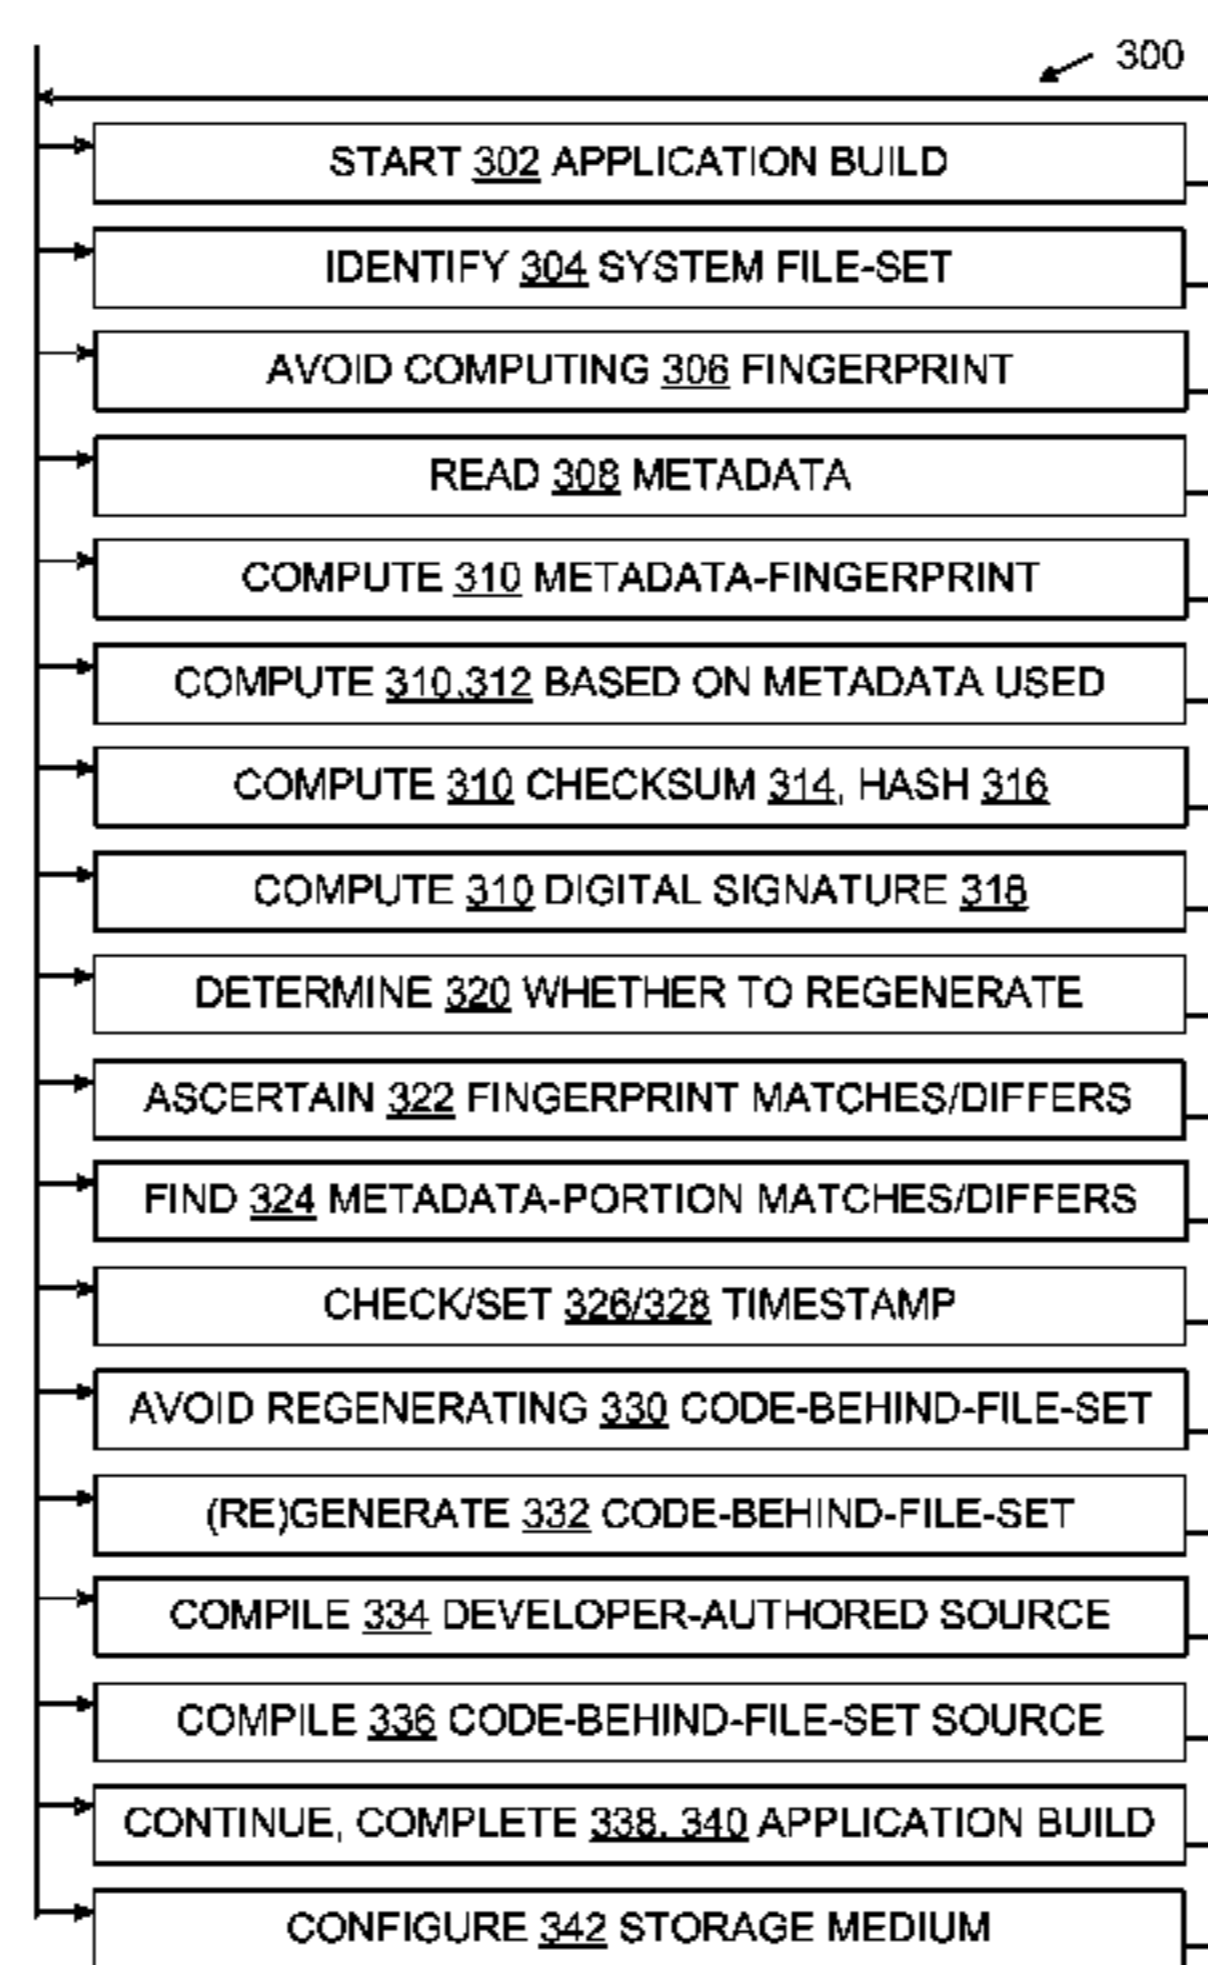 300
START 302 APPLICATION BUILD
IDENTIFY 304 SYSTEM FILE-SET
AVOID COMPUTING 306 FINGERPRINT
READ 308 METADATA
COMPUTE 310 METADATA-FINGERPRINT
COMPUTE 310,312 BASED ON METADATA USED
COMPUTE 310 CHECKSUM 314, HASH 316
COMPUTE 310 DIGITAL SIGNATURE 318
DETERMINE 320 WHETHER TO REGENERATE
ASCERTAIN 322 FINGERPRINT MATCHES/DIFFERS
FIND 324 METADATA-PORTION MATCHES/DIFFERS
CHECK/SET 326/328 TIMESTAMP
AVOID REGENERATING 330 CODE-BEHIND-FILE-SET
(RE)GENERATE 332 CODE-BEHIND-FILE-SET
COMPILE 334 DEVELOPER-AUTHORED SOURCE
COMPILE 336 CODE-BEHIND-FILE-SET SOURCE
CONTINUE, COMPLETE 338, 340 APPLICATION BUILD
CONFIGURE 342 STORAGE MEDIUM